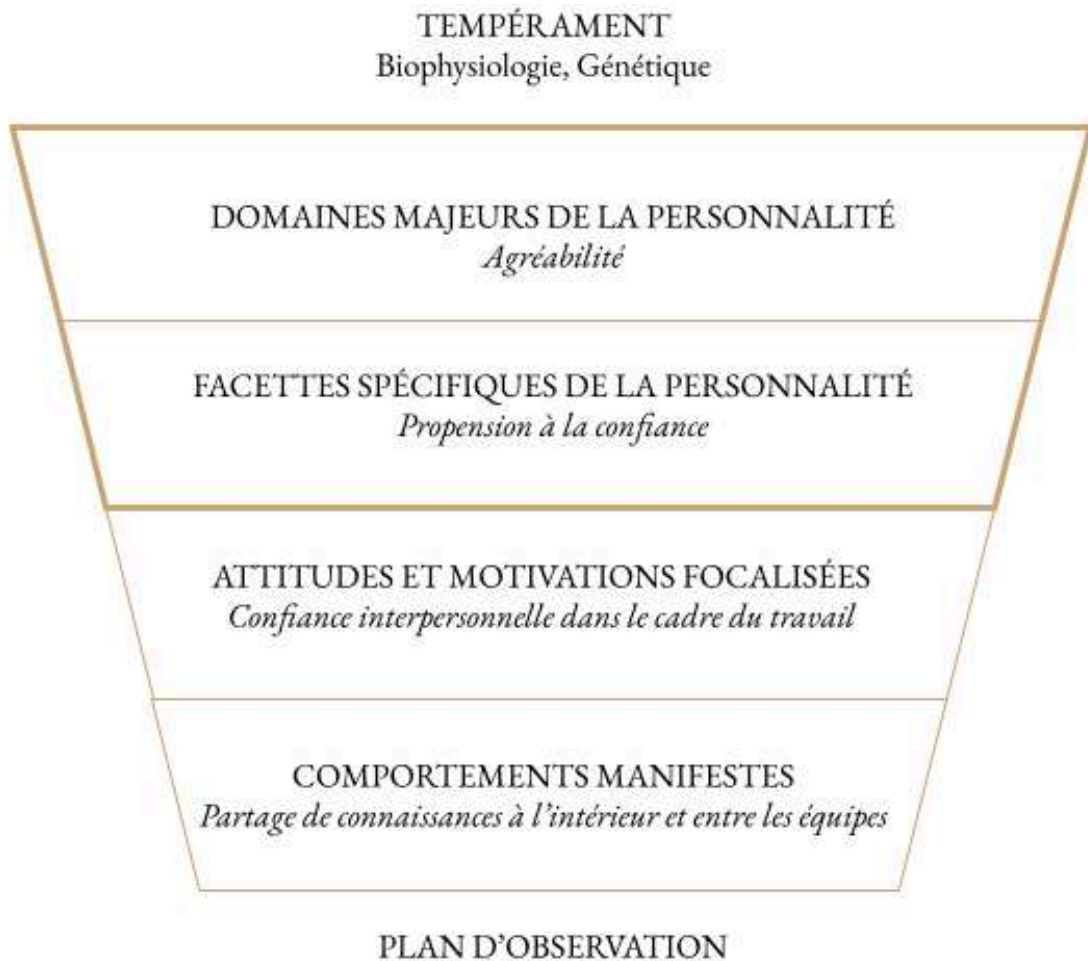 TEMPÉRAMENT
Biophysiologie, Génétique
DOMAINES MAJEURS DE LA PERSONNALITÉ
Agréabilité
FACETTES SPÉCIFIQUES DE LA PERSONNALITÉ
Propension à la confiance
ATTITUDES ET MOTIVATIONS FOCALISÉES
Confiance interpersonnelle dans le cadre du travail
COMPORTEMENTS MANIFESTES
Partage de connaissances à l’intérieur et entre les équipes
PLAN D’OBSERVATION